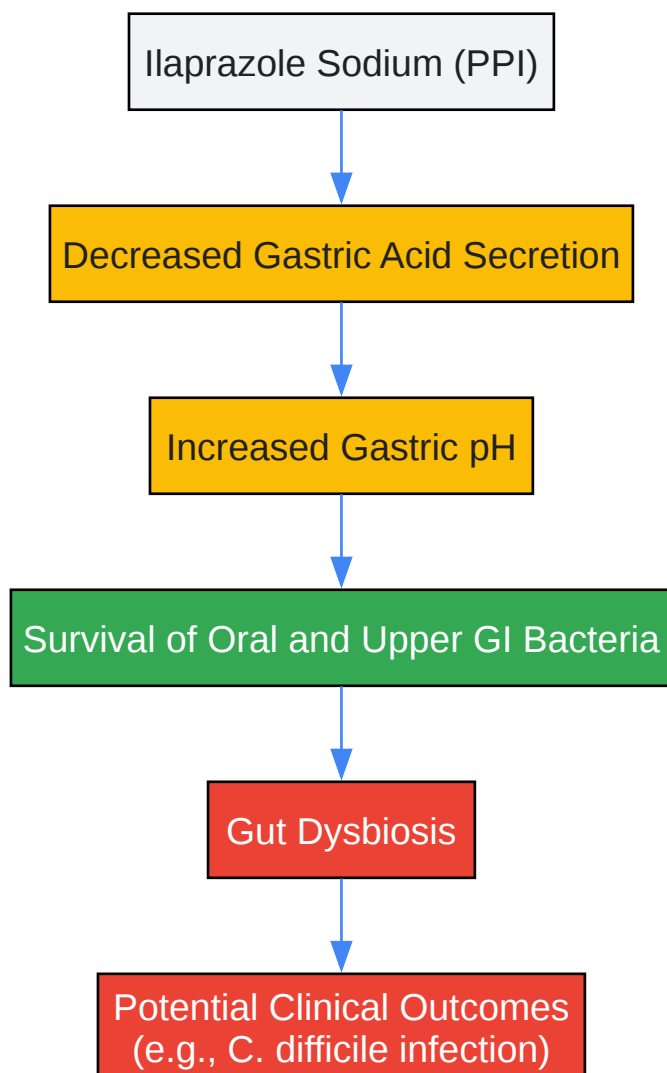 Ilaprazole Sodium (PPI)
Decreased Gastric Acid Secretion
Increased Gastric pH
Survival of Oral and Upper GI Bacteria
Gut Dysbiosis
Potential Clinical Outcomes
(e.g., C. difficile infection)